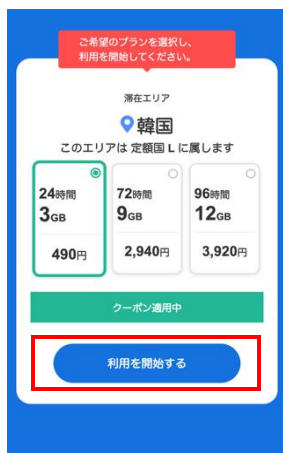 ご希望のプランを選択し、
利用を開始してください。
滞在エリア
韓国
このエリアは 定額国 L に属します
24時間 72時間 96時間
3GB 9GB 12GB
490円 2,940円 3,920円
クーポン適用中
利用を開始する